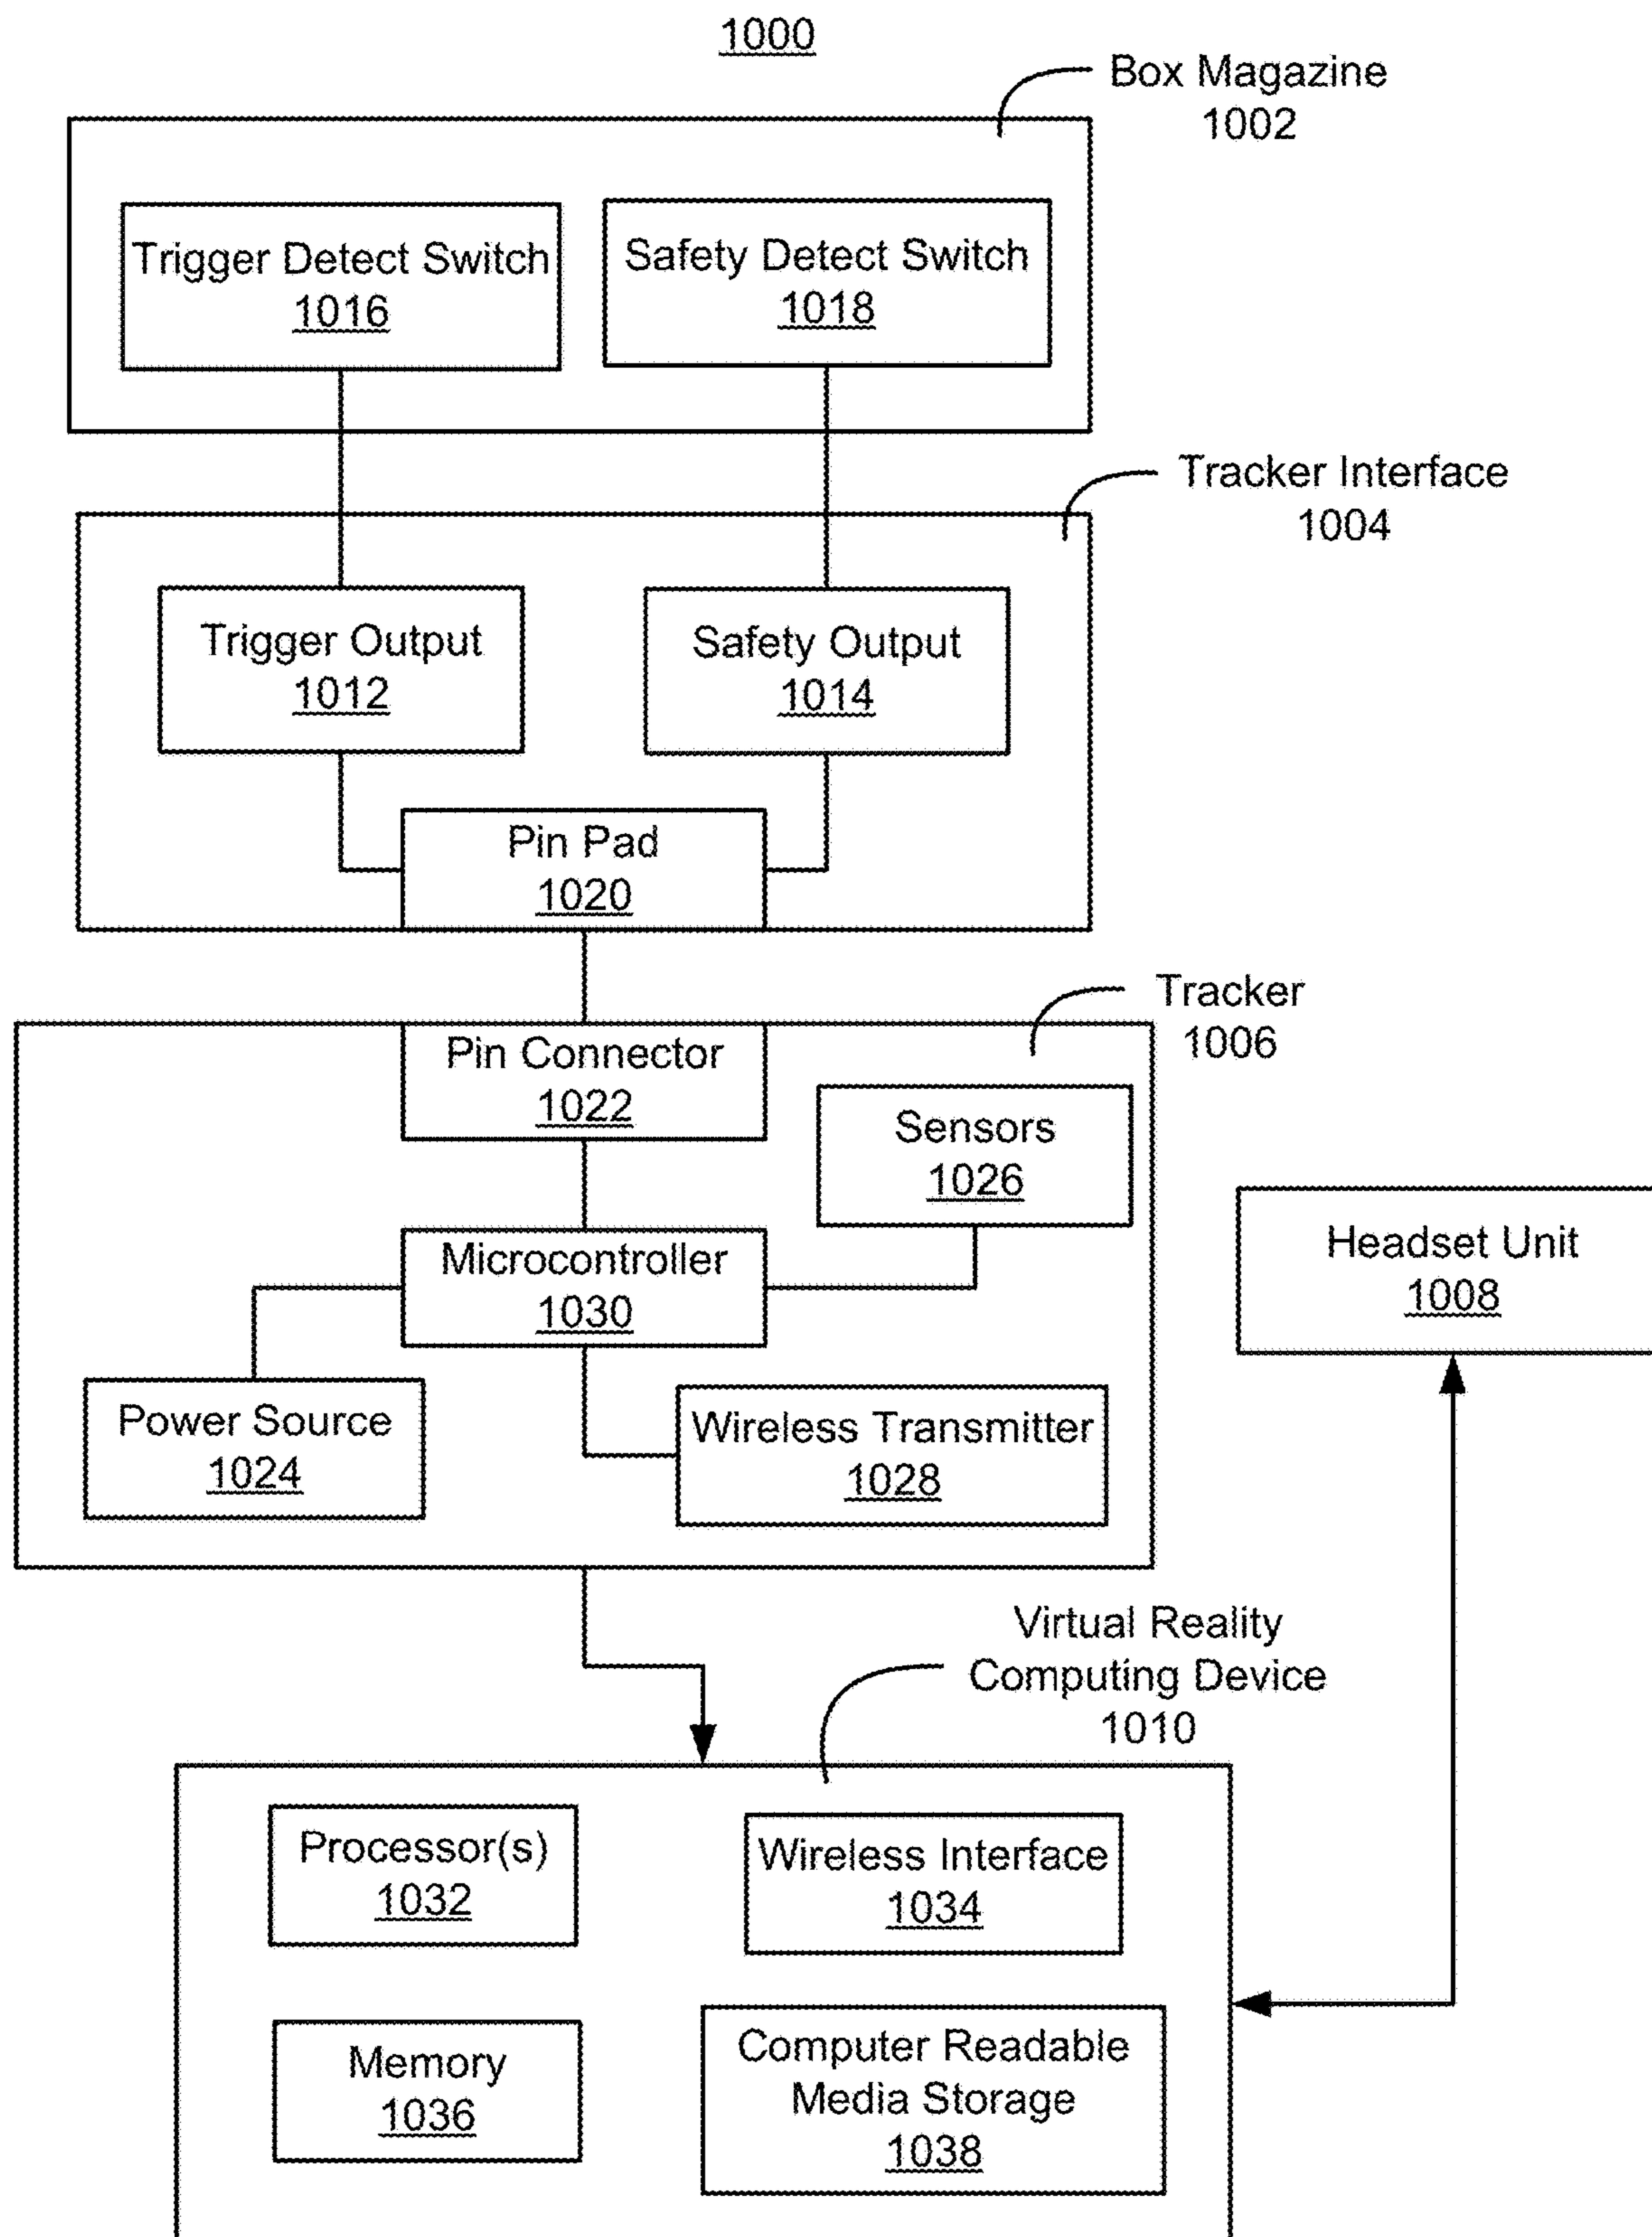 1000
Box Magazine
1002
Trigger Detect Switch
1016
Safety Detect Switch
1018
Tracker Interface
1004
Trigger Output
1012
Safety Output
1014
Pin Pad
1020
Tracker
1006
Pin Connector
1022
Sensors
1026
Headset Unit
1008
Microcontroller
1030
Power Source
1024
Wireless Transmitter
1028
Virtual Reality
Computing Device
1010
Processor(s)
1032
Wireless Interface
1034
Memory
1036
Computer Readable
Media Storage
1038